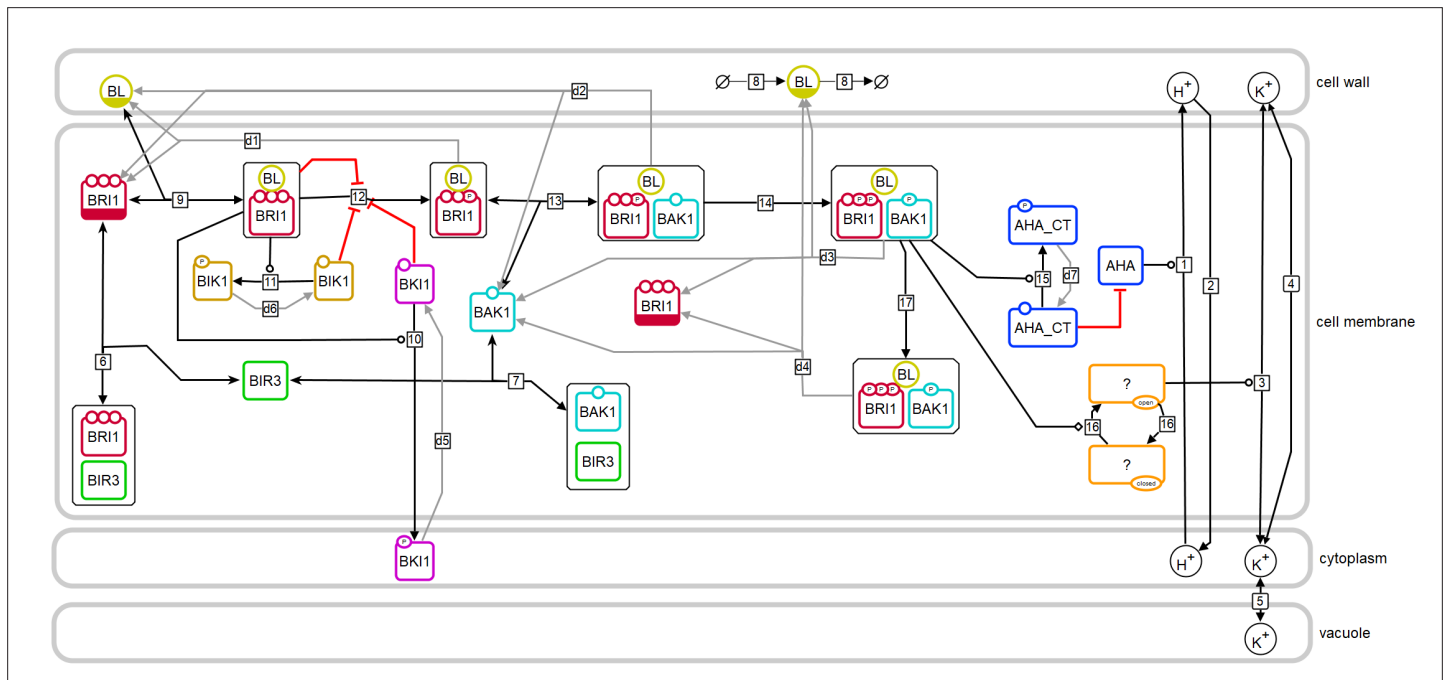 BL
8
BL
8
H+
K+
cell wall
d2
d1
BRI1
9
BL
BRI1
12
BL
P
BRI1
13
BL
P
BRI1
BAK1
14
BL
P P
BRI1
P
BAK1
P
AHA_CT
15
d7
AHA
1
2
4
P
BIK1
11
BIK1
d6
BKI1
BAK1
d3
BRI1
17
AHA_CT
cell membrane
10
6
BIR3
7
d4
BL
P P P
BRI1
P
BAK1
?
open
3
16
16
?
closed
BRI1
BIR3
BAK1
BIR3
d5
P
BKI1
H+
K+
cytoplasm
5
K+
vacuole